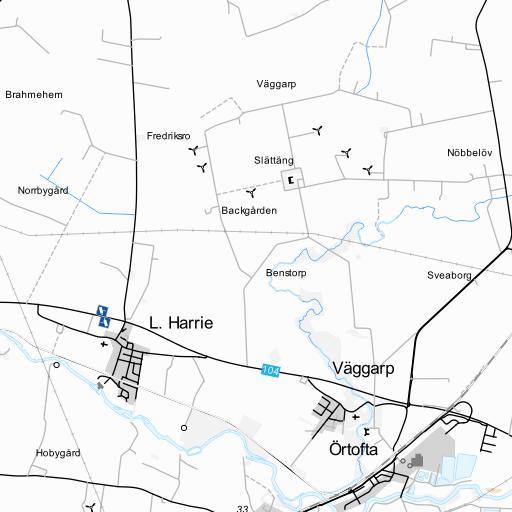 Väggarp
Brahmehem
Fredriksro
Slättäng
Nöbbelöv
Norrbygård
Backgården
Benstorp
Sveaborg
L. Harrie
104
Väggarp
Örtofta
Hobygård
33